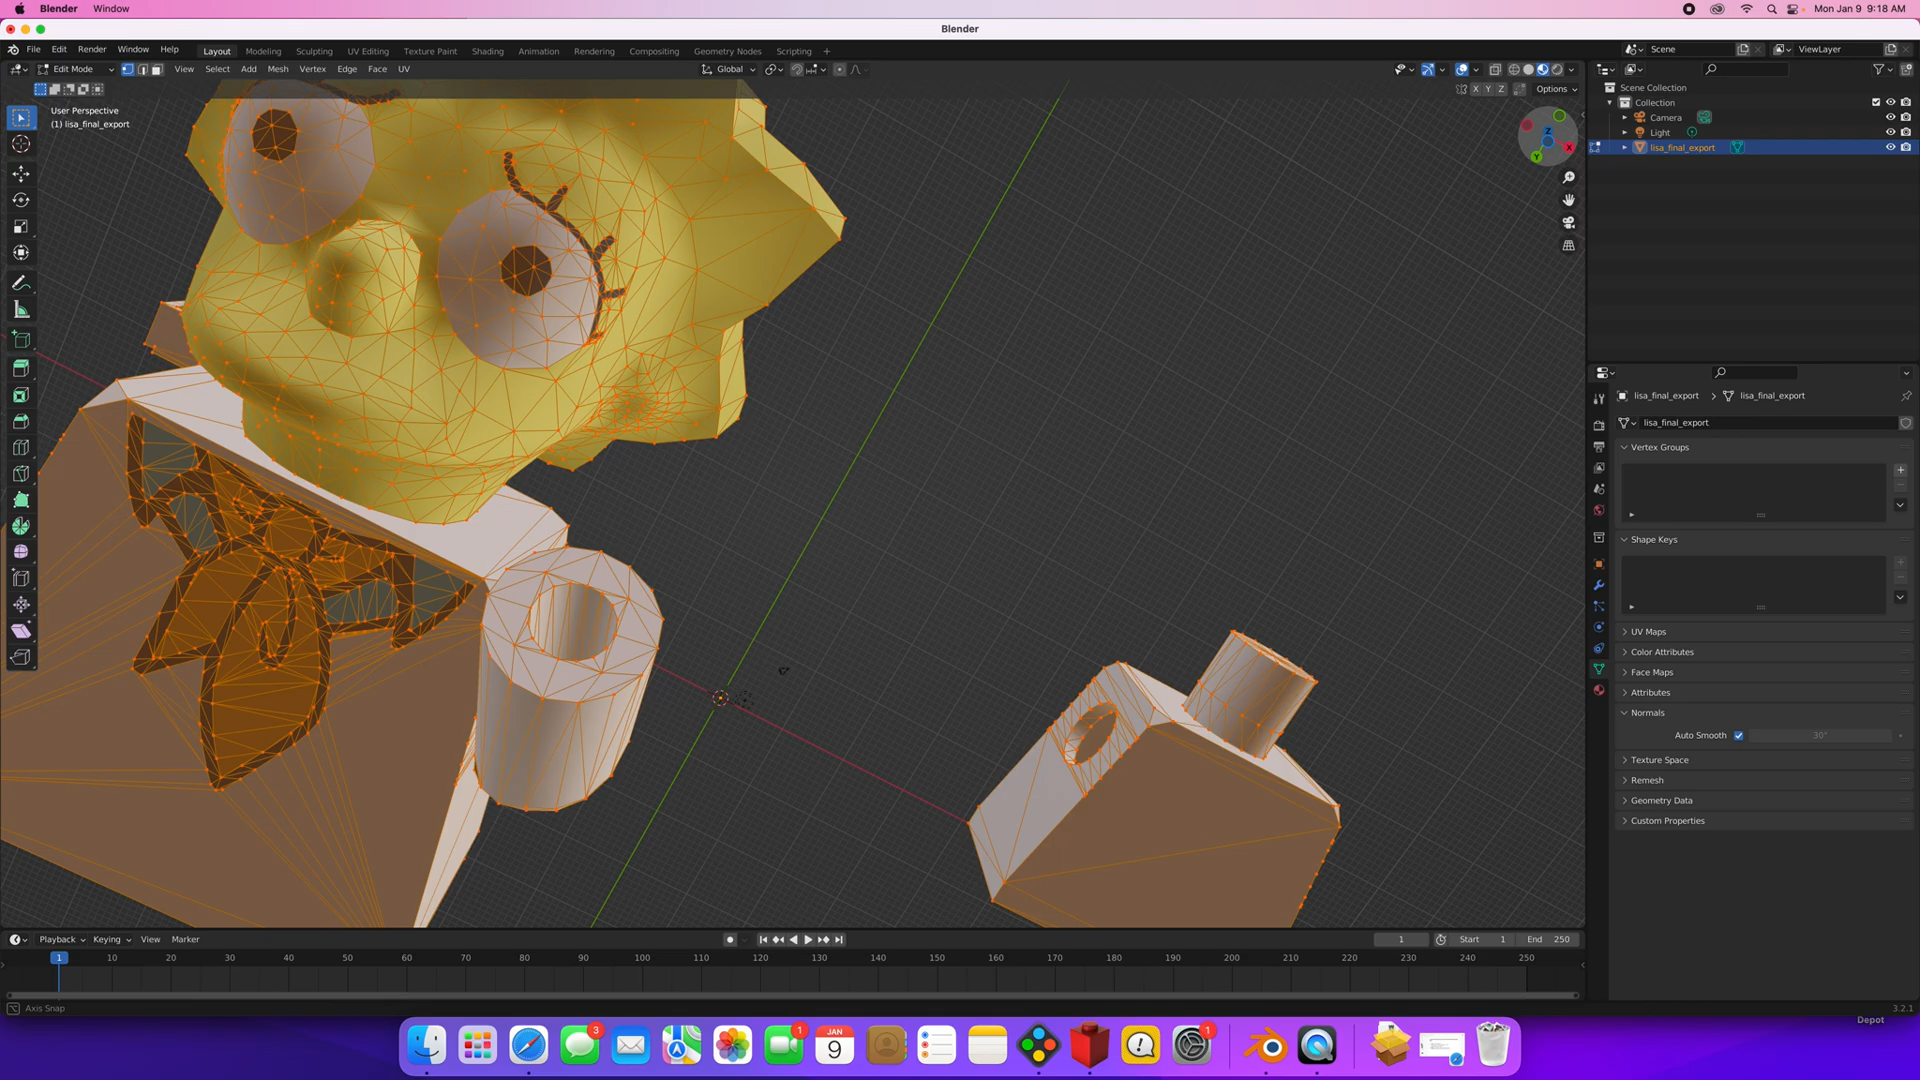 Blender Window Mon Jan 9 9:18 AM
Blender
File Edit Render Window Help Layout Modeling Sculpting UV Editing Texture Paint Shading Animation Rendering Compositing Geometry Nodes Scripting + Scene ViewLayer
Edit Mode View Select Add Mesh Vertex Edge Face UV Global
X Y Z Options
User Perspective
(1) lisa_final_export
Z
X
Y
Scene Collection
Collection
Camera
Light
lisa_final_export
lisa_final_export > lisa_final_export
lisa_final_export
Vertex Groups
Shape Keys
UV Maps
Color Attributes
Face Maps
Attributes
Normals
Auto Smooth 30°
Texture Space
Remesh
Geometry Data
Custom Properties
Playback Keying View Marker 1 Start 1 End 250
1 10 20 30 40 50 60 70 80 90 100 110 120 130 140 150 160 170 180 190 200 210 220 230 240 250
Axis Snap 3.2.1
Depot
3 1 JAN 9 1